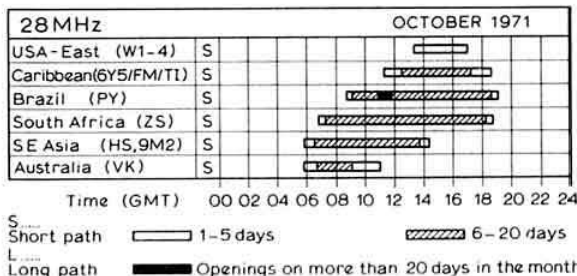 28MHz OCTOBER 1971
USA-East (W1-4) S
Caribbean(6Y5/FM/TI) S
Brazil (PY) S
South Africa (ZS) S
SE Asia (HS,9M2) S
Australia (VK) S
Time (GMT) 00 02 04 06 08 10 12 14 16 18 20 22 24
S......
Short path 1-5 days 6-20 days
L......
Long path Openings on more than 20 days in the month